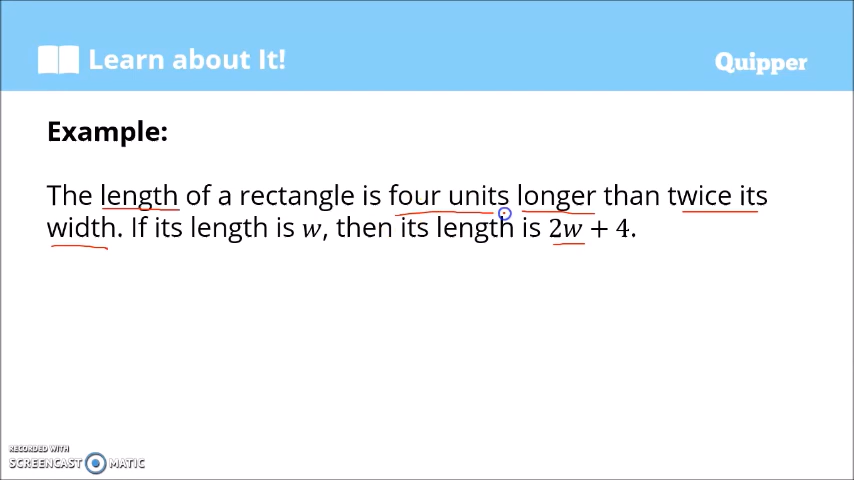 Learn about It!
Quipper
Example:
The length of a rectangle is four units longer than twice its
width. If its length is w, then its length is 2w + 4.
RECORDED WITH
SCREENCAST MATIC